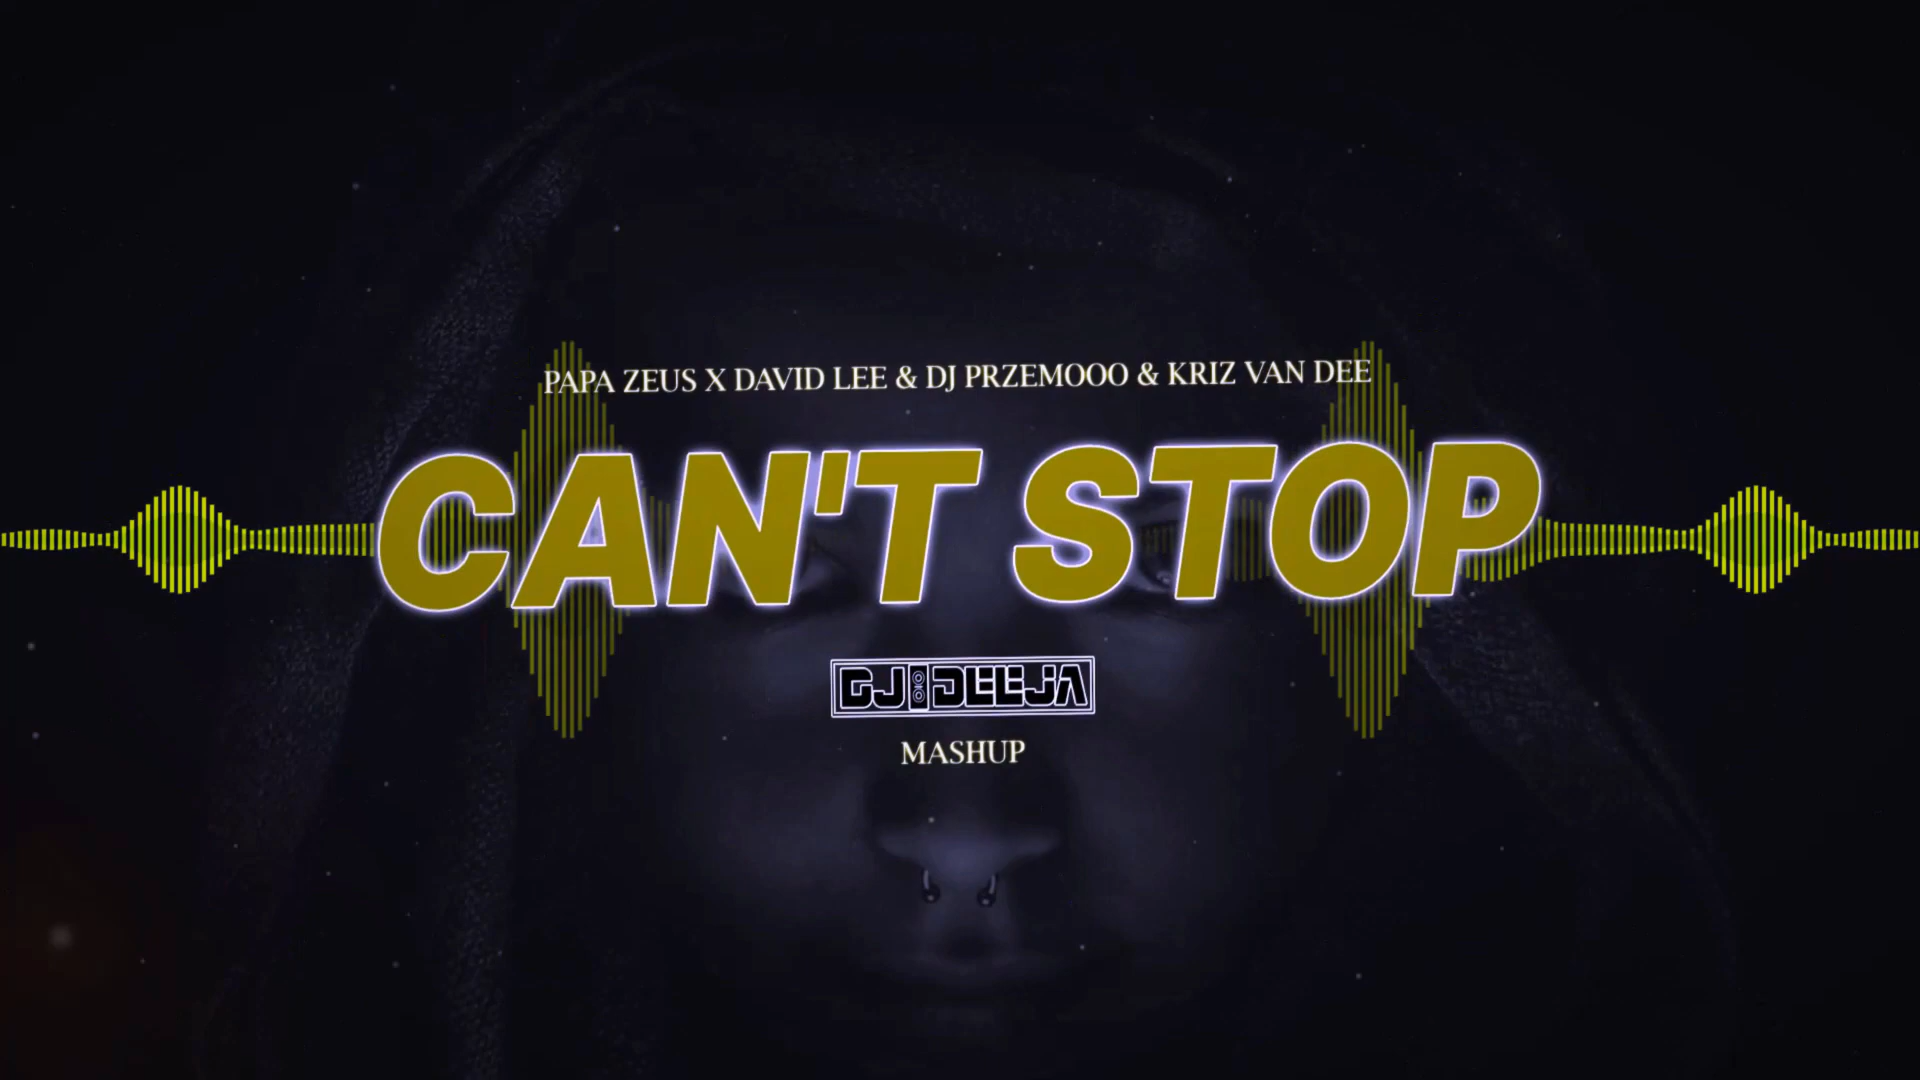 PAPA ZEUS X DAVID LEE & DJ PRZEMOOO & KRIZ VAN DEE
CAN'T STOP
DJ DEEJA
MASHUP